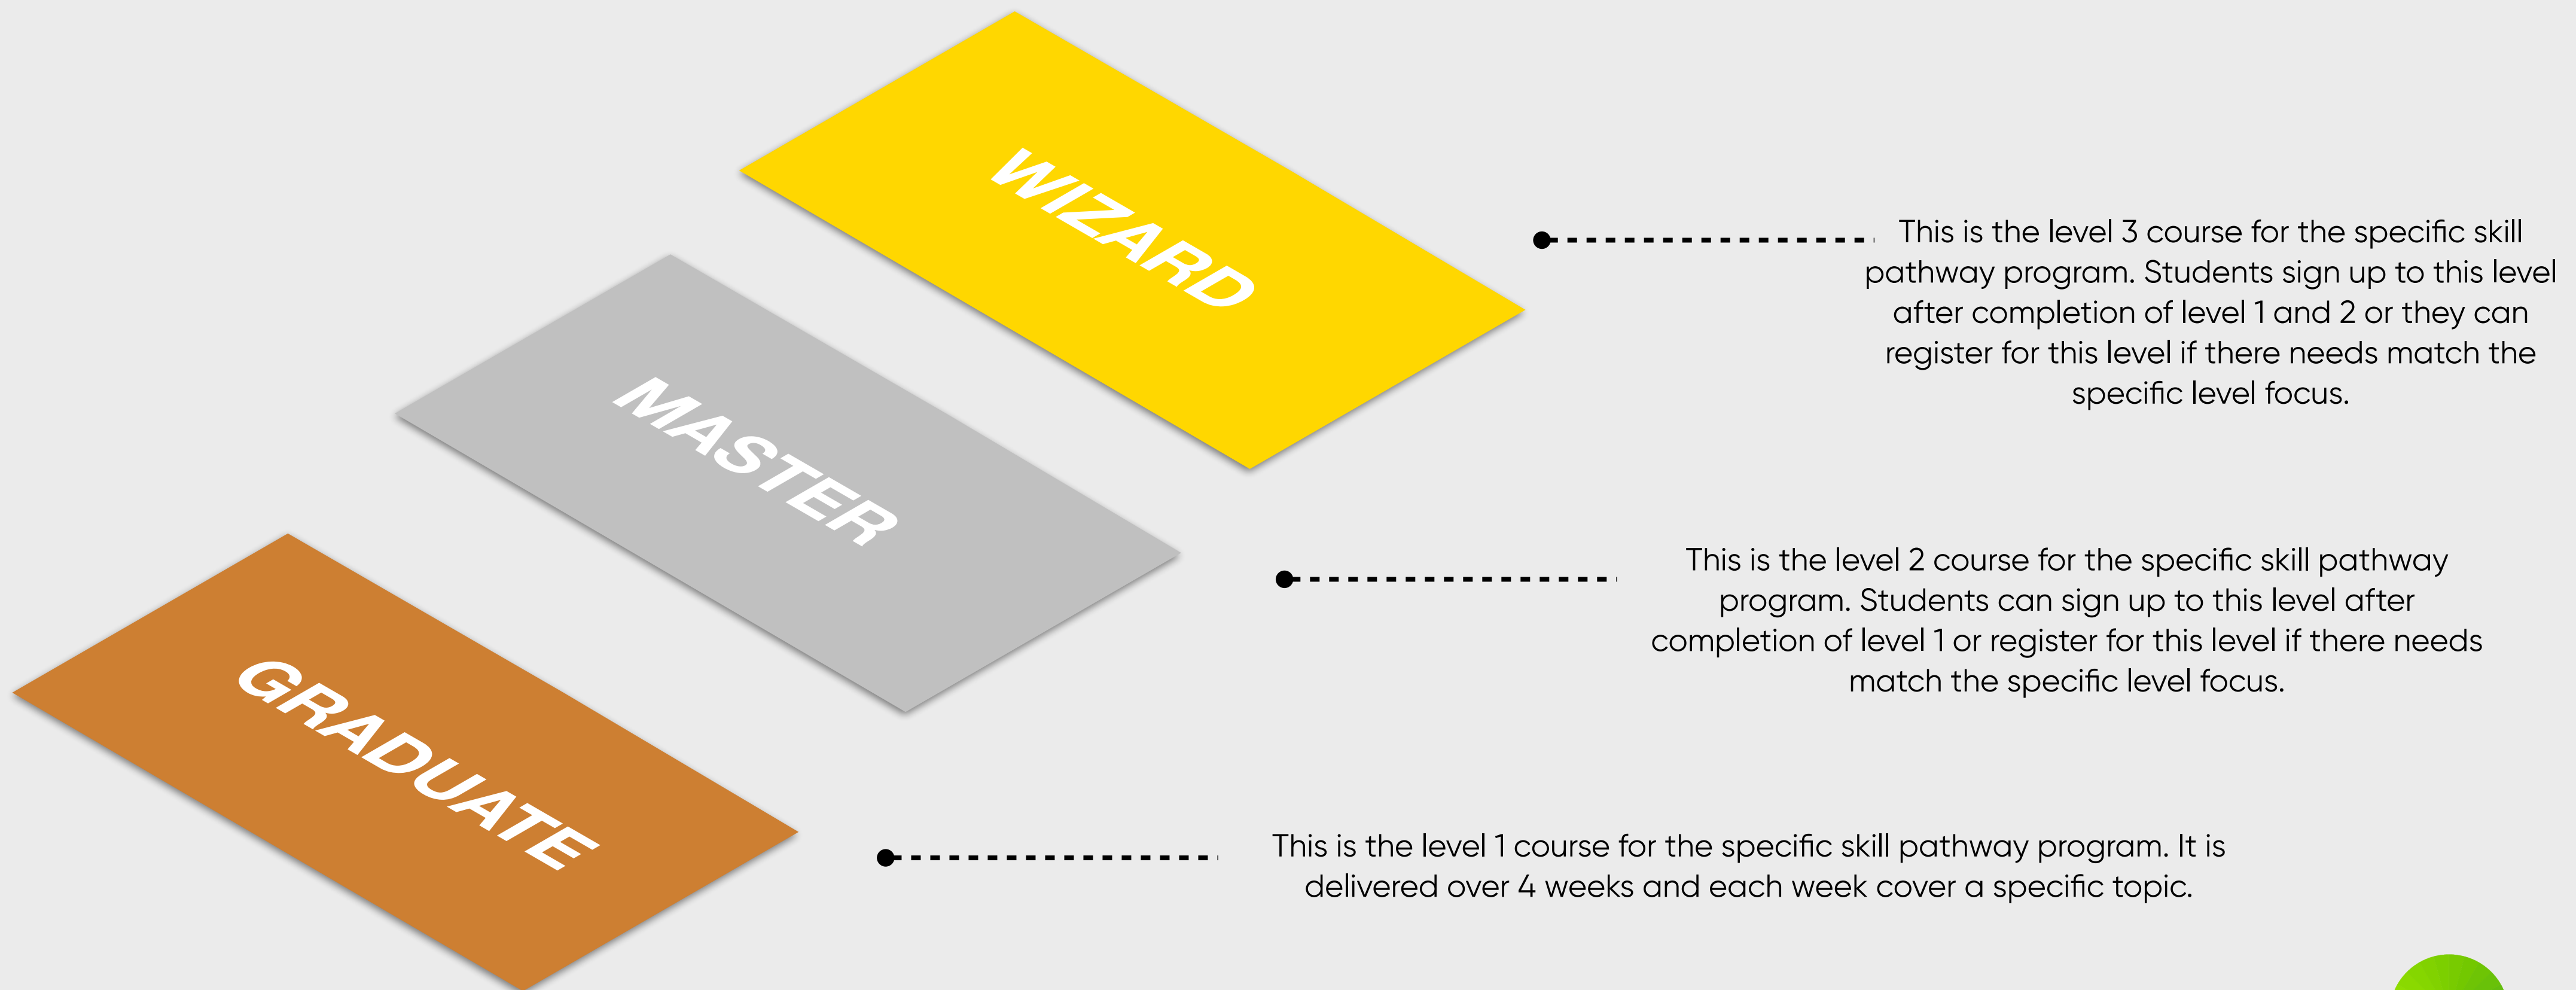 WIZARD
This is the level 3 course for the specific skill
pathway program. Students sign up to this level
after completion of level 1 and 2 or they can
register for this level if there needs match the
specific level focus.
MASTER
This is the level 2 course for the specific skill pathway
program. Students can sign up to this level after
completion of level 1 or register for this level if there needs
match the specific level focus.
GRADUATE
This is the level 1 course for the specific skill pathway program. It is
delivered over 4 weeks and each week cover a specific topic.